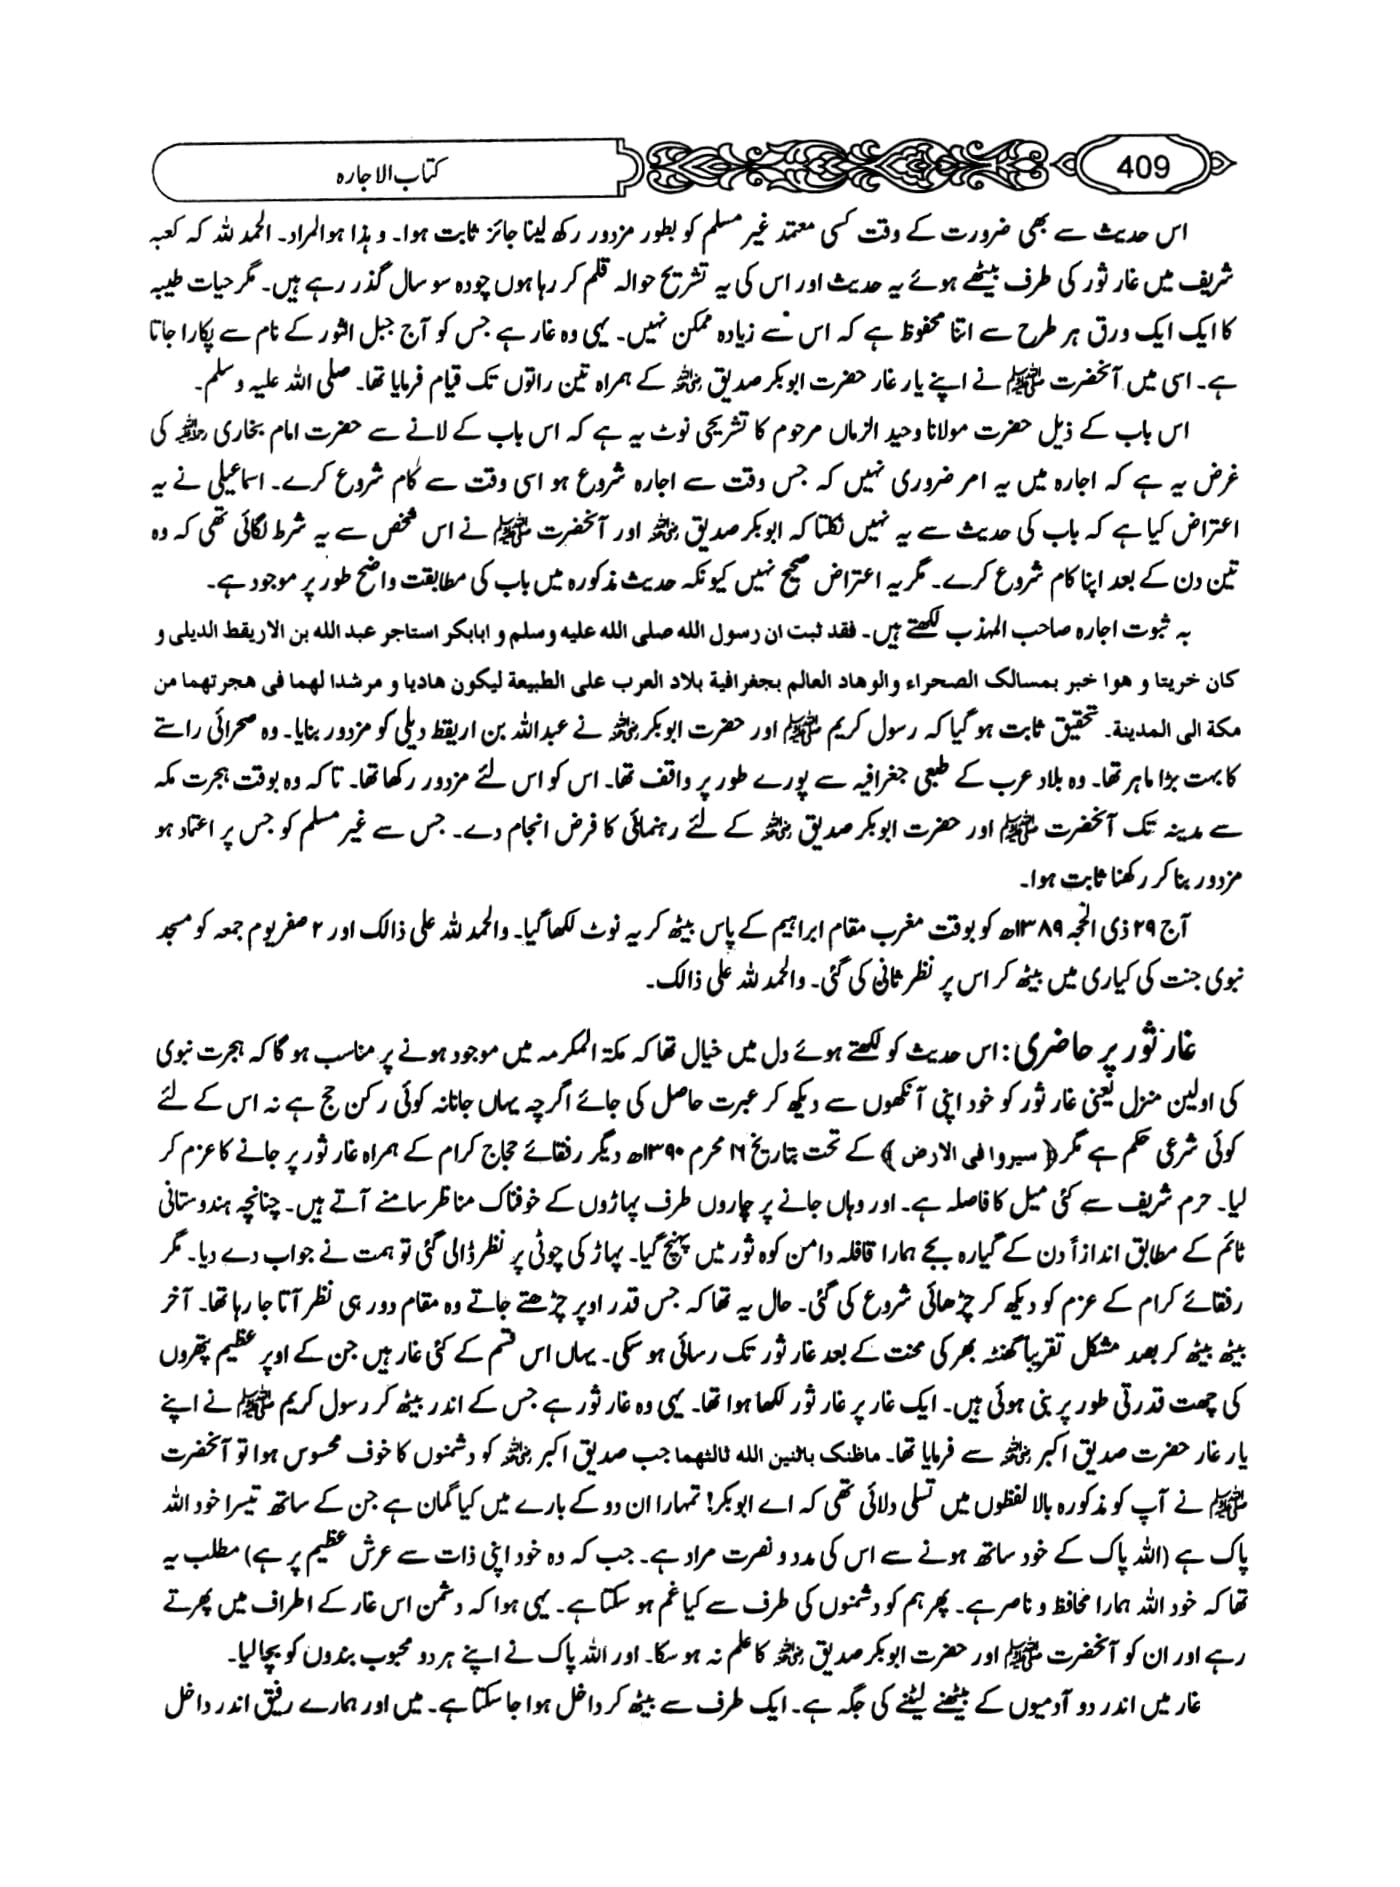 409
کتاب الاجارہ
اس حدیث سے بھی ضرورت کے وقت کسی معتمد غیر مسلم کو بطور مزدور رکھ لینا جائز ثابت ہوا۔ و ہذا ہوالمراد۔ الحمد للہ کہ کعبہ
شریف میں غار ثور کی طرف بیٹھے ہوئے یہ حدیث اور اس کی یہ تشریح حوالہ قلم کر رہا ہوں چودہ سو سال گذر رہے ہیں۔ مگر حیات طیبہ
کا ایک ایک ورق ہر طرح سے اتنا محفوظ ہے کہ اس سے زیادہ ممکن نہیں۔ یہی وہ غار ہے جس کو آج جبل الثور کے نام سے پکارا جاتا
ہے۔ اسی میں آنحضرت ﷺ نے اپنے یار غار حضرت ابوبکر صدیق رضی اللہ عنہ کے ہمراہ تین راتوں تک قیام فرمایا تھا۔ صلی اللہ علیہ وسلم۔
اس باب کے ذیل حضرت مولانا وحید الزماں مرحوم کا تشریحی نوٹ یہ ہے کہ اس باب کے لانے سے حضرت امام بخاری رحمہ اللہ کی
غرض یہ ہے کہ اجارہ میں یہ امر ضروری نہیں کہ جس وقت سے اجارہ شروع ہو اسی وقت سے کام شروع کرے۔ اسماعیلی نے یہ
اعتراض کیا ہے کہ باب کی حدیث سے یہ نہیں نکلتا کہ ابوبکر صدیق رضی اللہ عنہ اور آنحضرت ﷺ نے اس شخص سے یہ شرط لگائی تھی کہ وہ
تین دن کے بعد اپنا کام شروع کرے۔ مگر یہ اعتراض صحیح نہیں کیونکہ حدیث مذکورہ میں باب کی مطابقت واضح طور پر موجود ہے۔
بہ ثبوت اجارہ صاحب المہذب لکھتے ہیں۔ فقد ثبت ان رسول الله صلی الله علیه وسلم و ابابکر استاجر عبد الله بن الاریقط الدیلی و
کان خریتا و هوا خبر بمسالک الصحراء والوهاد العالم بجغرافیة بلاد العرب علی الطبیعة لیکون هادیا و مرشدا لهما فی هجرتهما من
مکة الی المدینة۔ تحقیق ثابت ہو گیا کہ رسول کریم ﷺ اور حضرت ابوبکر رضی اللہ عنہ نے عبداللہ بن اریقط دیلی کو مزدور بنایا۔ وہ صحرائی راستے
کا بہت بڑا ماہر تھا۔ وہ بلاد عرب کے طبعی جغرافیہ سے پورے طور پر واقف تھا۔ اس کو اس لئے مزدور رکھا تھا۔ تاکہ وہ بوقت ہجرت مکہ
سے مدینہ تک آنحضرت ﷺ اور حضرت ابوبکر صدیق رضی اللہ عنہ کے لئے رہنمائی کا فرض انجام دے۔ جس سے غیر مسلم کو جس پر اعتماد ہو
مزدور بنا کر رکھنا ثابت ہوا۔
آج ۲۹ ذی الحجہ ۱۳۸۹ھ کو بوقت مغرب مقام ابراہیم کے پاس بیٹھ کر یہ نوٹ لکھا گیا۔ والحمد للہ علی ذالک اور ۲ صفر یوم جمعہ کو مسجد
نبوی جنت کی کیاری میں بیٹھ کر اس پر نظر ثانی کی گئی۔ والحمد للہ علی ذالک۔
غار ثور پر حاضری : اس حدیث کو لکھتے ہوئے دل میں خیال تھا کہ مکۃ المکرمہ میں موجود ہونے پر مناسب ہو گا کہ ہجرت نبوی
کی اولین منزل یعنی غار ثور کو خود اپنی آنکھوں سے دیکھ کر عبرت حاصل کی جائے اگرچہ یہاں جانا نہ کوئی رکن حج ہے نہ اس کے لئے
کوئی شرعی حکم ہے مگر ﴿ سیروا فی الارض ﴾ کے تحت بتاریخ ۱۶ محرم ۱۳۹۰ھ دیگر رفقائے حجاج کرام کے ہمراہ غار ثور پر جانے کا عزم کر
لیا۔ حرم شریف سے کئی میل کا فاصلہ ہے۔ اور وہاں جانے پر چاروں طرف پہاڑوں کے خوفناک مناظر سامنے آتے ہیں۔ چنانچہ ہندوستانی
ٹائم کے مطابق اندازاً دن کے گیارہ بجے ہمارا قافلہ دامن کوہ ثور میں پہنچ گیا۔ پہاڑ کی چوٹی پر نظر ڈالی گئی تو ہمت نے جواب دے دیا۔ مگر
رفقائے کرام کے عزم کو دیکھ کر چڑھائی شروع کی گئی۔ حال یہ تھا کہ جس قدر اوپر چڑھتے جاتے وہ مقام دور ہی نظر آتا جا رہا تھا۔ آخر
بیٹھ بیٹھ کر بصد مشکل تقریباً گھنٹہ بھر کی محنت کے بعد غار ثور تک رسائی ہو سکی۔ یہاں اس قسم کے کئی غار ہیں جن کے اوپر عظیم پتھروں
کی چھت قدرتی طور پر بنی ہوئی ہیں۔ ایک غار پر غار ثور لکھا ہوا تھا۔ یہی وہ غار ثور ہے جس کے اندر بیٹھ کر رسول کریم ﷺ نے اپنے
یار غار حضرت صدیق اکبر رضی اللہ عنہ سے فرمایا تھا۔ ماظنک باثنین الله ثالثهما جب صدیق اکبر رضی اللہ عنہ کو دشمنوں کا خوف محسوس ہوا تو آنحضرت
ﷺ نے آپ کو مذکورہ بالا لفظوں میں تسلی دلائی تھی کہ اے ابوبکر! تمہارا ان دو کے بارے میں کیا گمان ہے جن کے ساتھ تیسرا خود اللہ
پاک ہے (اللہ پاک کے خود ساتھ ہونے سے اس کی مدد و نصرت مراد ہے۔ جب کہ وہ خود اپنی ذات سے عرش عظیم پر ہے) مطلب یہ
تھا کہ خود اللہ ہمارا محافظ و ناصر ہے۔ پھر ہم کو دشمنوں کی طرف سے کیا غم ہو سکتا ہے۔ یہی ہوا کہ دشمن اس غار کے اطراف میں پھرتے
رہے اور ان کو آنحضرت ﷺ اور حضرت ابوبکر صدیق رضی اللہ عنہ کا علم نہ ہو سکا۔ اور اللہ پاک نے اپنے ہر دو محبوب بندوں کو بچا لیا۔
غار میں اندر دو آدمیوں کے بیٹھنے لیٹنے کی جگہ ہے۔ ایک طرف سے بیٹھ کر داخل ہوا جا سکتا ہے۔ میں اور ہمارے رفیق اندر داخل